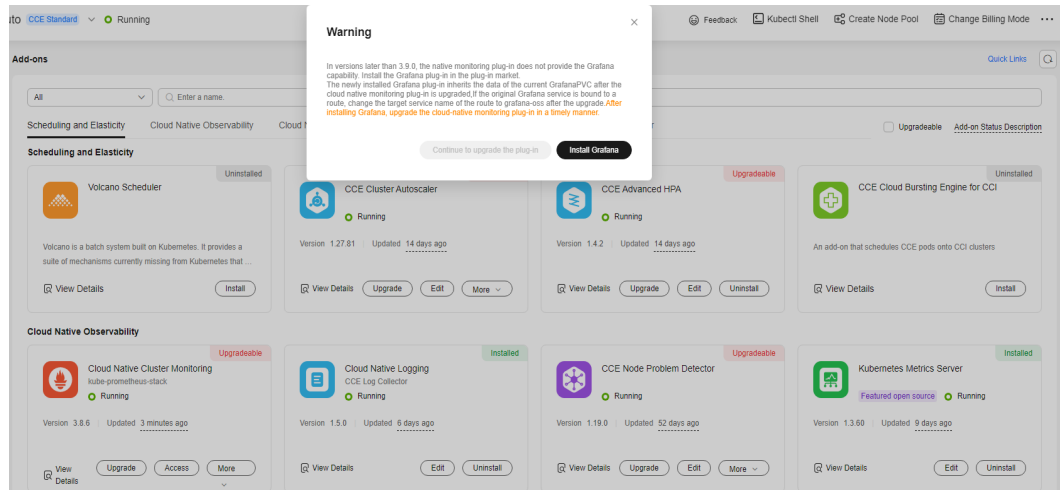 uto CCE Standard Running
Feedback Kubectl Shell Create Node Pool Change Billing Mode
Warning
In versions later than 3.9.0, the native monitoring plug-in does not provide the Grafana
capability. Install the Grafana plug-in in the plug-in market.
The newly installed Grafana plug-in inherits the data of the current GrafanaPVC after the
cloud native monitoring plug-in is upgraded,If the original Grafana service is bound to a
route, change the target service name of the route to grafana-oss after the upgrade.After
installing Grafana, upgrade the cloud-native monitoring plug-in in a timely manner.
Continue to upgrade the plug-in Install Grafana
Add-ons
Quick Links
All Enter a name.
Scheduling and Elasticity Cloud Native Observability Cloud
Upgradeable Add-on Status Description
Scheduling and Elasticity
Uninstalled
Volcano Scheduler
Volcano is a batch system built on Kubernetes. It provides a
suite of mechanisms currently missing from Kubernetes that ...
View Details Install
CCE Cluster Autoscaler
Running
Version 1.27.81 Updated 14 days ago
View Details Upgrade Edit More
Upgradeable
CCE Advanced HPA
Running
Version 1.4.2 Updated 14 days ago
View Details Upgrade Edit Uninstall
Uninstalled
CCE Cloud Bursting Engine for CCI
An add-on that schedules CCE pods onto CCI clusters
View Details Install
Cloud Native Observability
Upgradeable
Cloud Native Cluster Monitoring
kube-prometheus-stack
Running
Version 3.8.6 Updated 3 minutes ago
View
Details
Upgrade Access More
Installed
Cloud Native Logging
CCE Log Collector
Running
Version 1.5.0 Updated 6 days ago
View Details Edit Uninstall
Upgradeable
CCE Node Problem Detector
Running
Version 1.19.0 Updated 52 days ago
View Details Upgrade Edit More
Installed
Kubernetes Metrics Server
Featured open source Running
Version 1.3.60 Updated 9 days ago
View Details Edit Uninstall